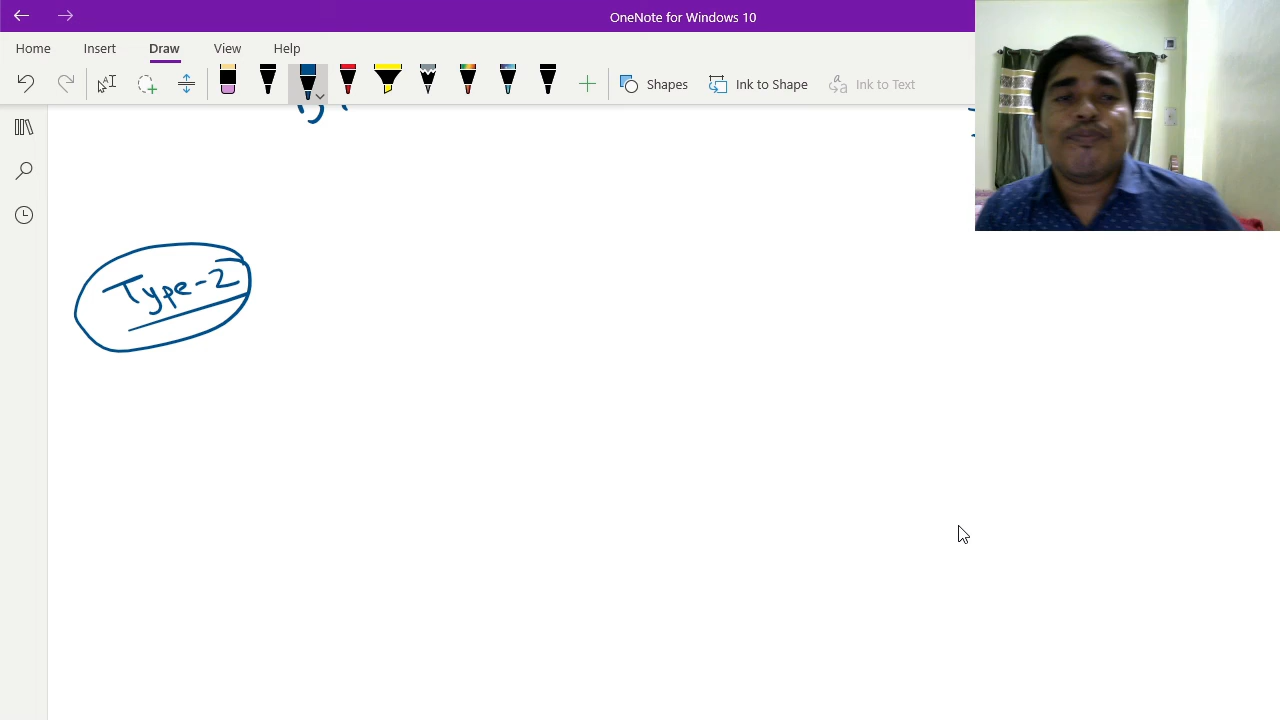 OneNote for Windows 10
Home Insert Draw View Help
Shapes Ink to Shape Ink to Text
Type-2